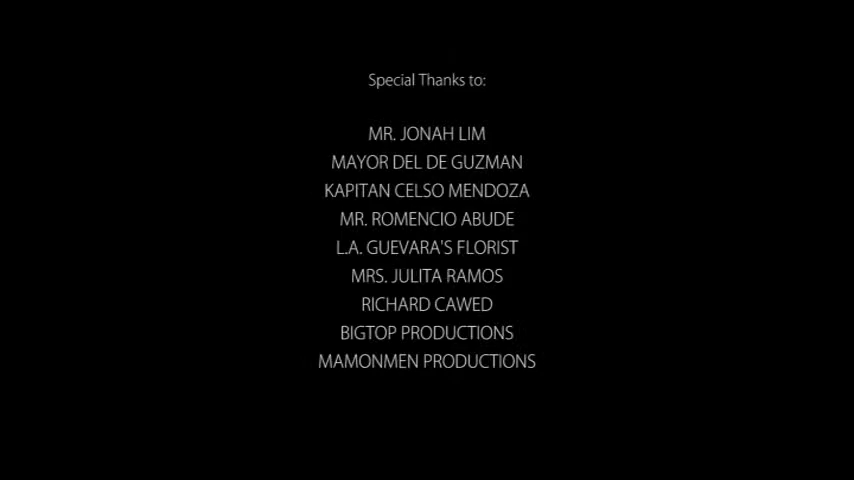 Special Thanks to:
MR. JONAH LIM
MAYOR DEL DE GUZMAN
KAPITAN CELSO MENDOZA
MR. ROMENCIO ABUDE
L.A. GUEVARA'S FLORIST
MRS. JULITA RAMOS
RICHARD CAWED
BIGTOP PRODUCTIONS
MAMONMEN PRODUCTIONS